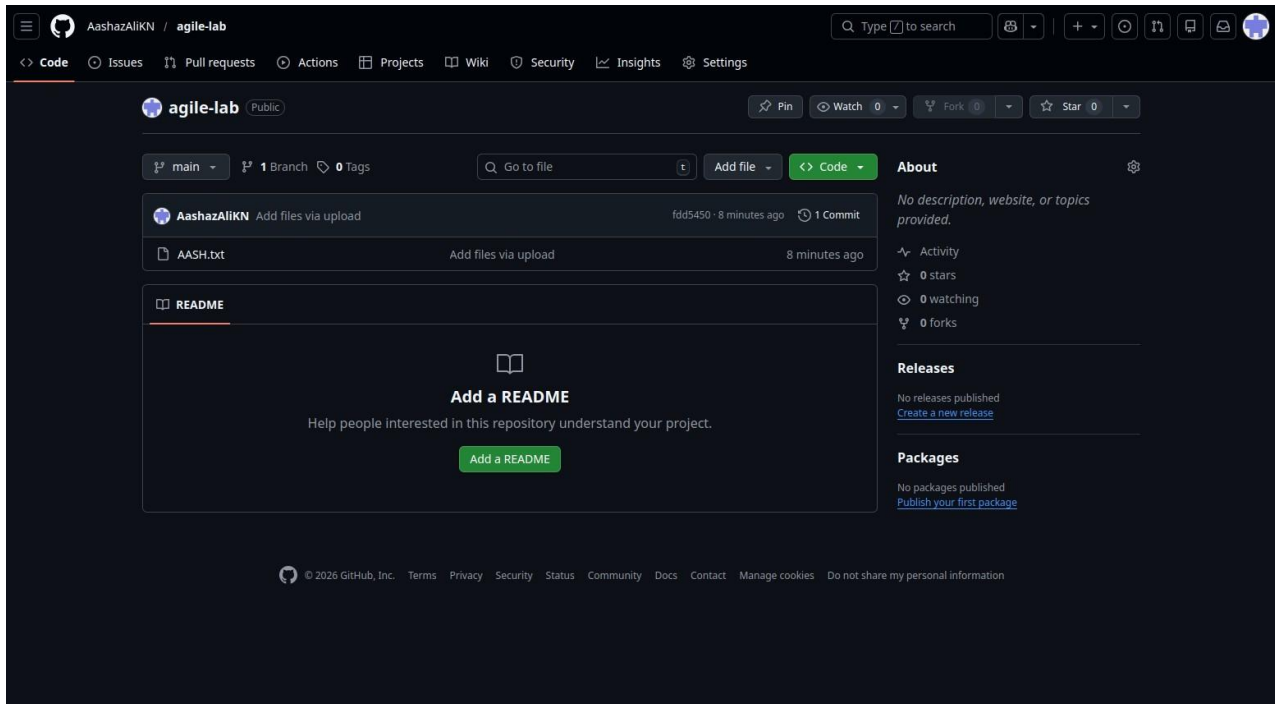 AashazAliKN / agile-lab Type / to search
Code Issues Pull requests Actions Projects Wiki Security Insights Settings
agile-lab Public Pin Watch 0 Fork 0 Star 0
main 1 Branch 0 Tags Go to file t Add file Code
AashazAliKN Add files via upload fdd5450 · 8 minutes ago 1 Commit
AASH.txt Add files via upload 8 minutes ago
README
Add a README
Help people interested in this repository understand your project.
Add a README
About
No description, website, or topics
provided.
Activity
0 stars
0 watching
0 forks
Releases
No releases published
Create a new release
Packages
No packages published
Publish your first package
© 2026 GitHub, Inc. Terms Privacy Security Status Community Docs Contact Manage cookies Do not share my personal information